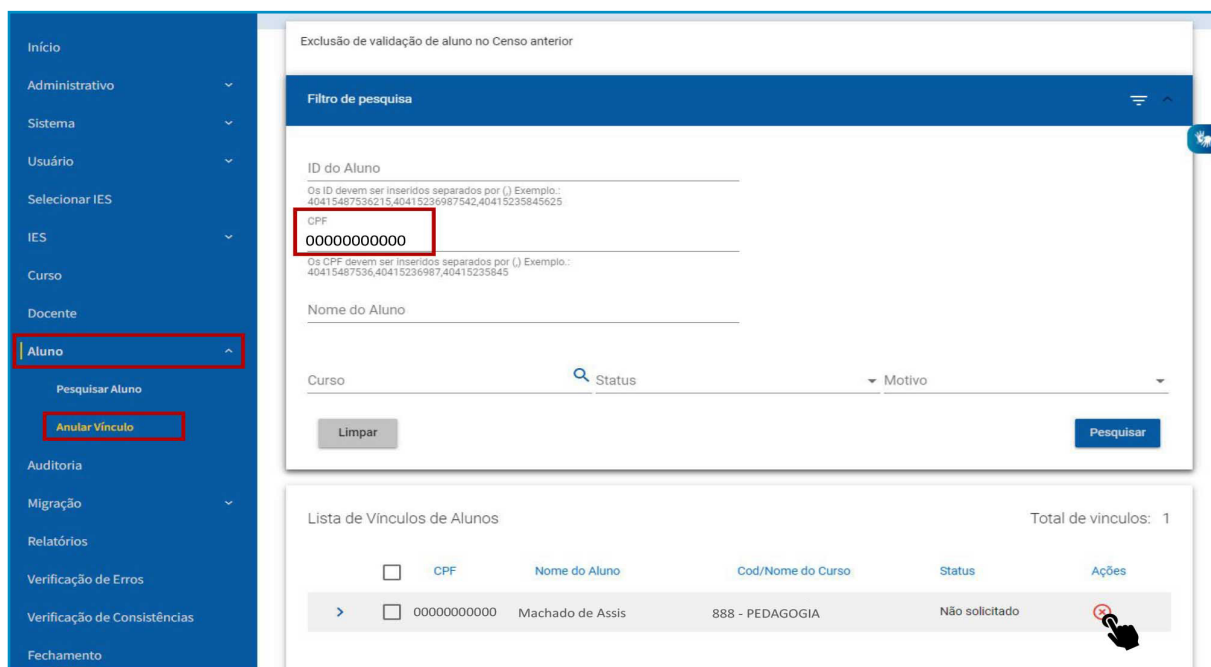 Início
Administrativo
Sistema
Usuário
Selecionar IES
IES
Curso
Docente
Aluno
Pesquisar Aluno
Anular Vínculo
Auditoria
Migração
Relatórios
Verificação de Erros
Verificação de Consistências
Fechamento
Exclusão de validação de aluno no Censo anterior
Filtro de pesquisa
ID do Aluno
Os ID devem ser inseridos separados por (,) Exemplo.:
40415487536215,40415236987542,40415235845625
CPF
00000000000
Os CPF devem ser inseridos separados por (,) Exemplo.:
40415487536,40415236987,40415235845
Nome do Aluno
Curso Status Motivo
Limpar Pesquisar
Lista de Vínculos de Alunos Total de vinculos: 1
CPF Nome do Aluno Cod/Nome do Curso Status Ações
00000000000 Machado de Assis 888 - PEDAGOGIA Não solicitado